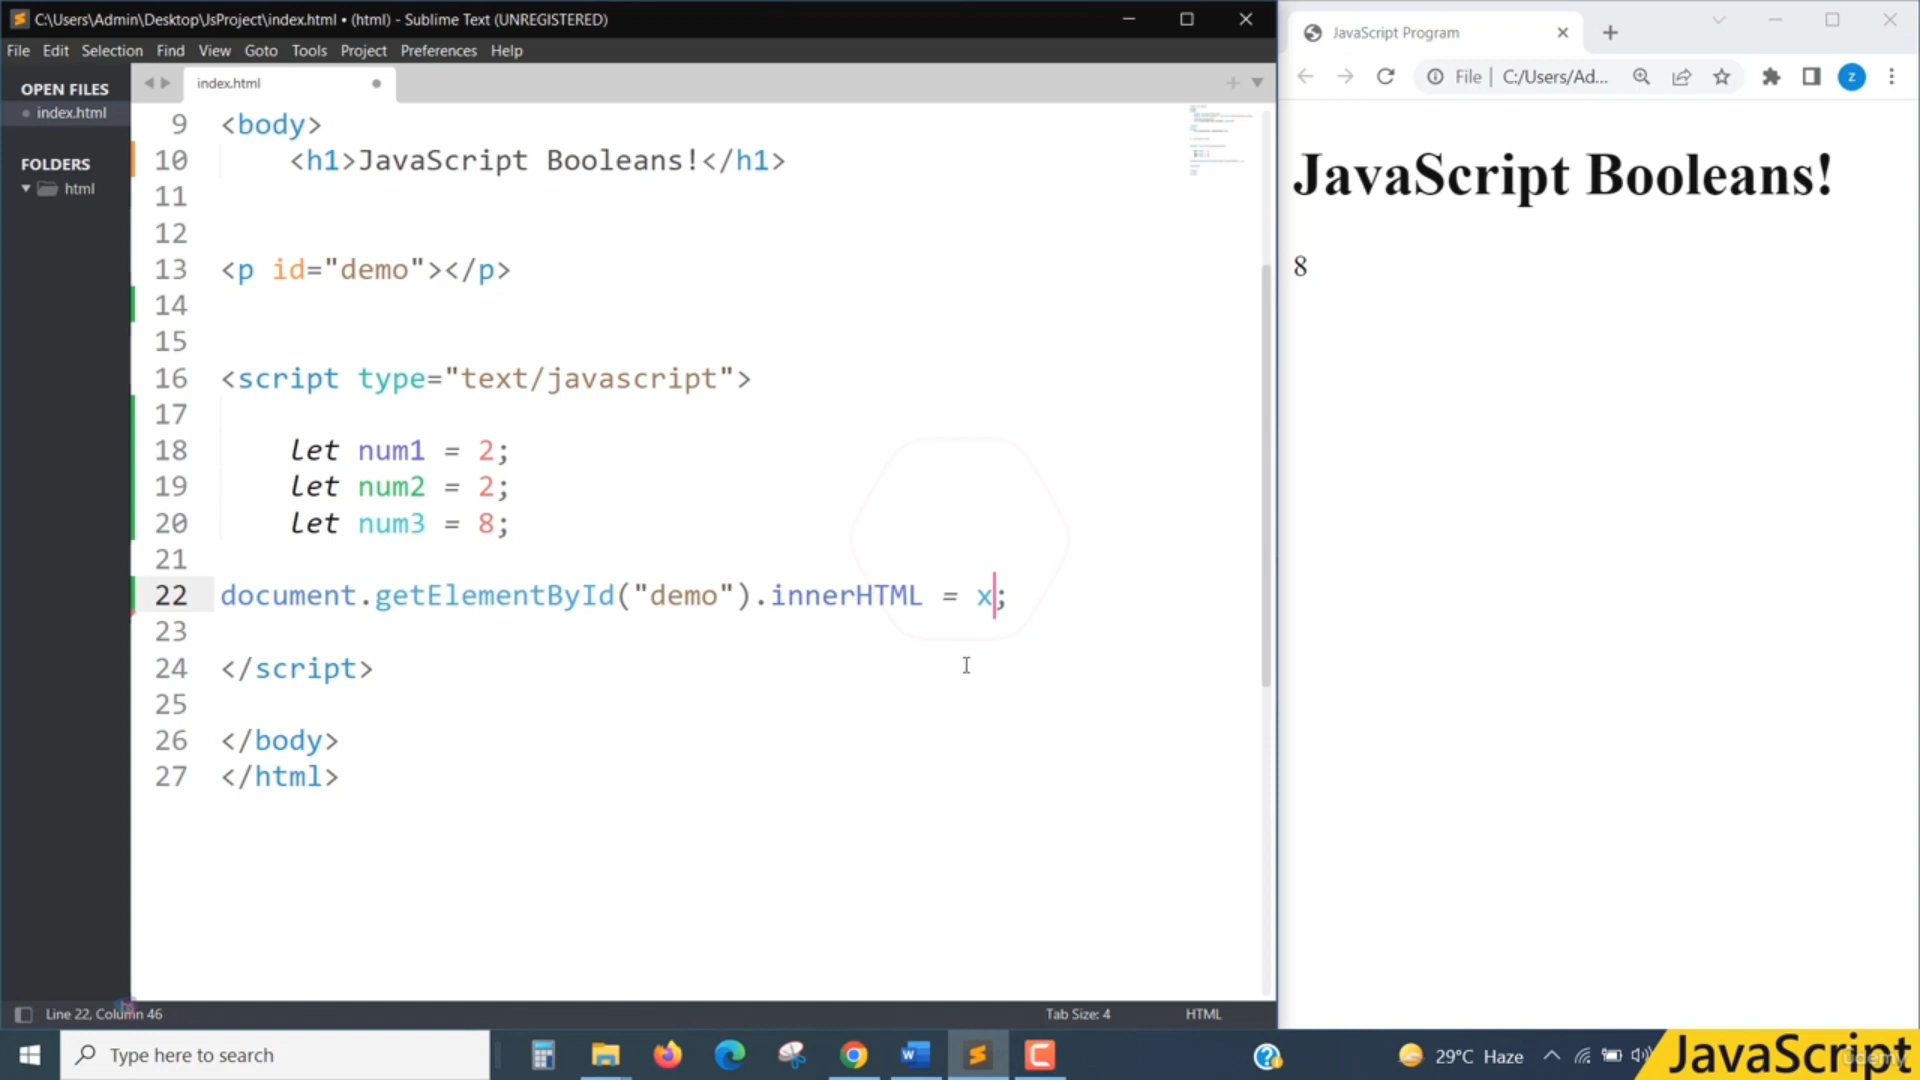 C:\Users\Admin\Desktop\JsProject\index.html • (html) - Sublime Text (UNREGISTERED)
File Edit Selection Find View Goto Tools Project Preferences Help
OPEN FILES
index.html
FOLDERS
html
index.html
9 <body>
10 <h1>JavaScript Booleans!</h1>
11
12
13 <p id="demo"></p>
14
15
16 <script type="text/javascript">
17
18 let num1 = 2;
19 let num2 = 2;
20 let num3 = 8;
21
22 document.getElementById("demo").innerHTML = x;
23
24 </script>
25
26 </body>
27 </html>
Line 22, Column 46
Tab Size: 4
HTML
JavaScript Program
File C:/Users/Ad...
z
JavaScript Booleans!
8
Type here to search
29°C Haze
JavaScript
udemy